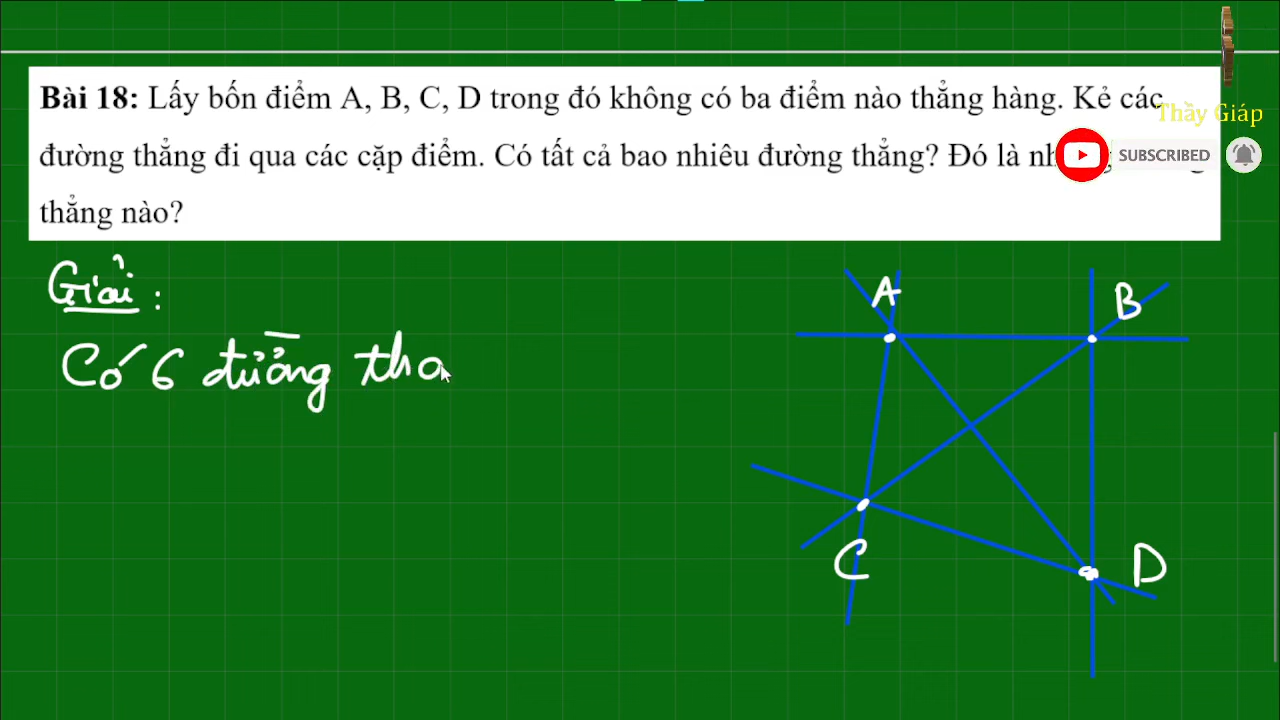 Bài 18: Lấy bốn điểm A, B, C, D trong đó không có ba điểm nào thẳng hàng. Kẻ các
Thầy Giáp
đường thẳng đi qua các cặp điểm. Có tất cả bao nhiêu đường thẳng? Đó là
SUBSCRIBED
thẳng nào?
Giải:
Có 6 đường tha
A
B
C
D